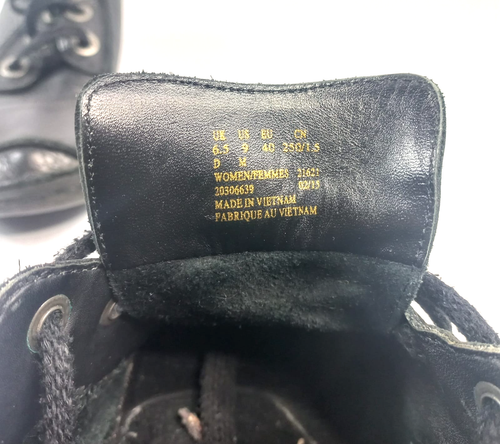 UK US EU CN
6.5 9 40 250/1.5
D M
WOMEN/FEMMES 21621
20306639 02/15
MADE IN VIETNAM
FABRIQUE AU VIETNAM